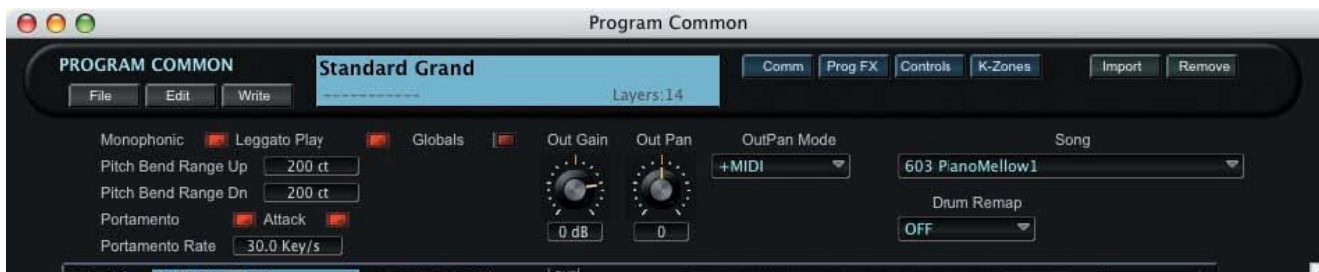 Program Common
PROGRAM COMMON
File Edit Write
Standard Grand
----------- Layers:14
Comm Prog FX Controls K-Zones Import Remove
Monophonic Leggato Play Globals
Pitch Bend Range Up 200 ct
Pitch Bend Range Dn 200 ct
Portamento Attack
Portamento Rate 30.0 Key/s
Out Gain Out Pan OutPan Mode Song
+MIDI 603 PianoMellow1
Drum Remap
0 dB 0 OFF
Level